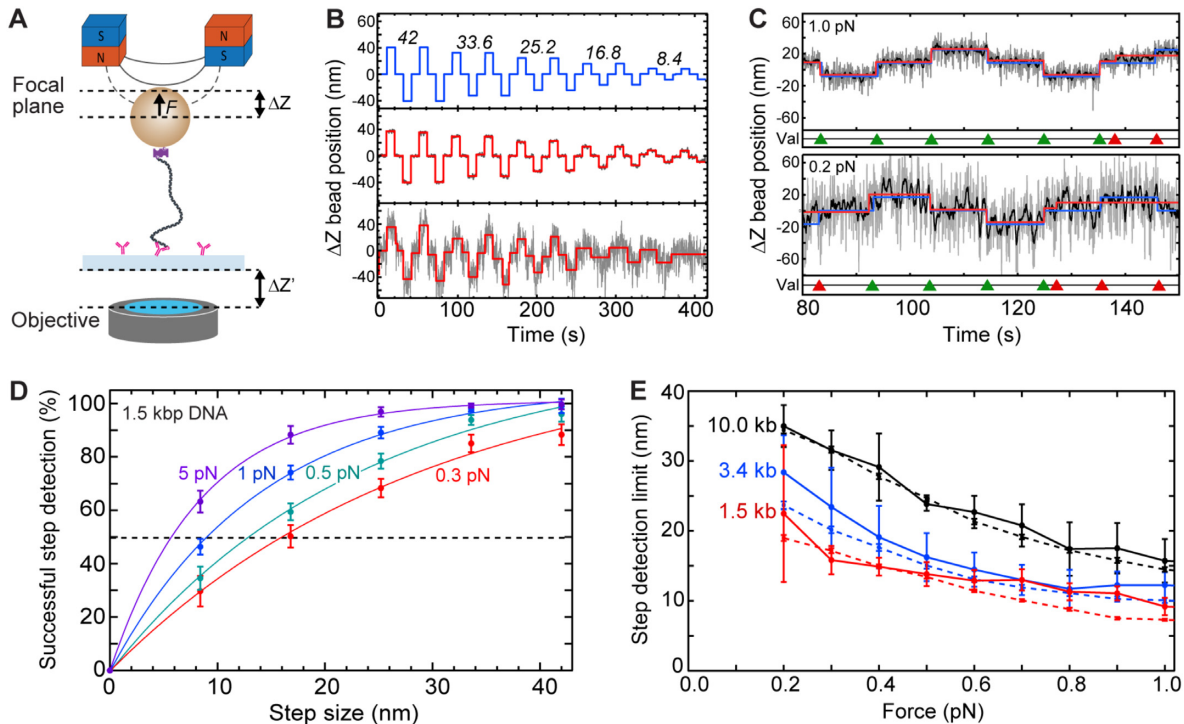 A
S
N
N
S
Focal
plane
F
ΔZ
ΔZ'
Objective
B
42
33.6
25.2
16.8
8.4
40
0
-40
40
0
-40
40
0
-40
ΔZ bead position (nm)
0
100
200
300
400
Time (s)
C
1.0 pN
60
20
-20
-60
Val
0.2 pN
60
20
-20
-60
Val
ΔZ bead position (nm)
80
100
120
140
Time (s)
D
1.5 kbp DNA
100
80
60
40
20
0
Successful step detection (%)
5 pN
1 pN
0.5 pN
0.3 pN
0
10
20
30
40
Step size (nm)
E
40
30
20
10
0
Step detection limit (nm)
10.0 kb
3.4 kb
1.5 kb
0.0
0.2
0.4
0.6
0.8
1.0
Force (pN)